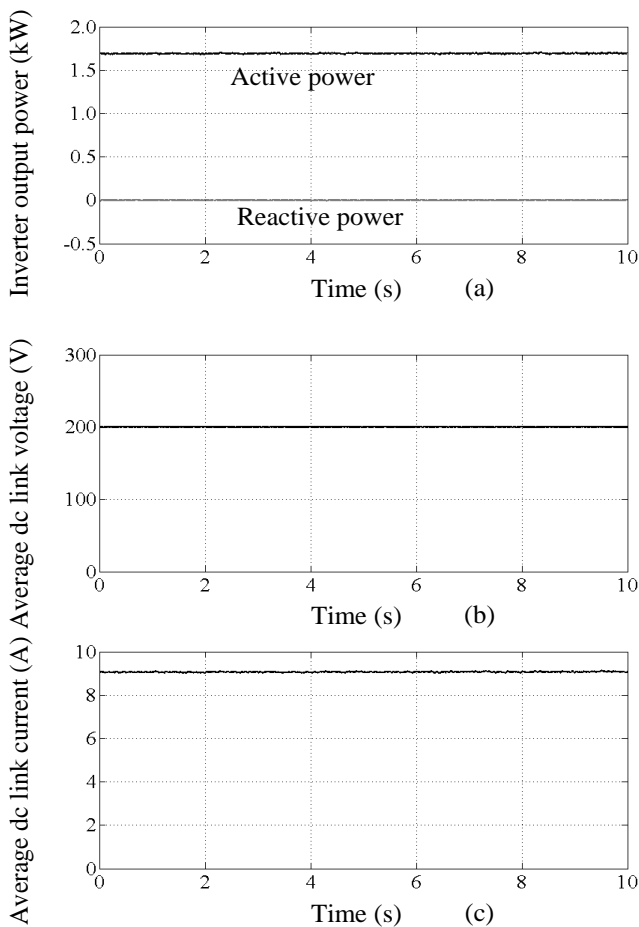 Inverter output power (kW)
2.0
1.5
1.0
0.5
0
-0.5
Active power
Reactive power
0 2 4 6 8 10
Time (s) (a)
Average dc link voltage (V)
300
200
100
0
0 2 4 6 8 10
Time (s) (b)
Average dc link current (A)
10
8
6
4
2
0
0 2 4 6 8 10
Time (s) (c)